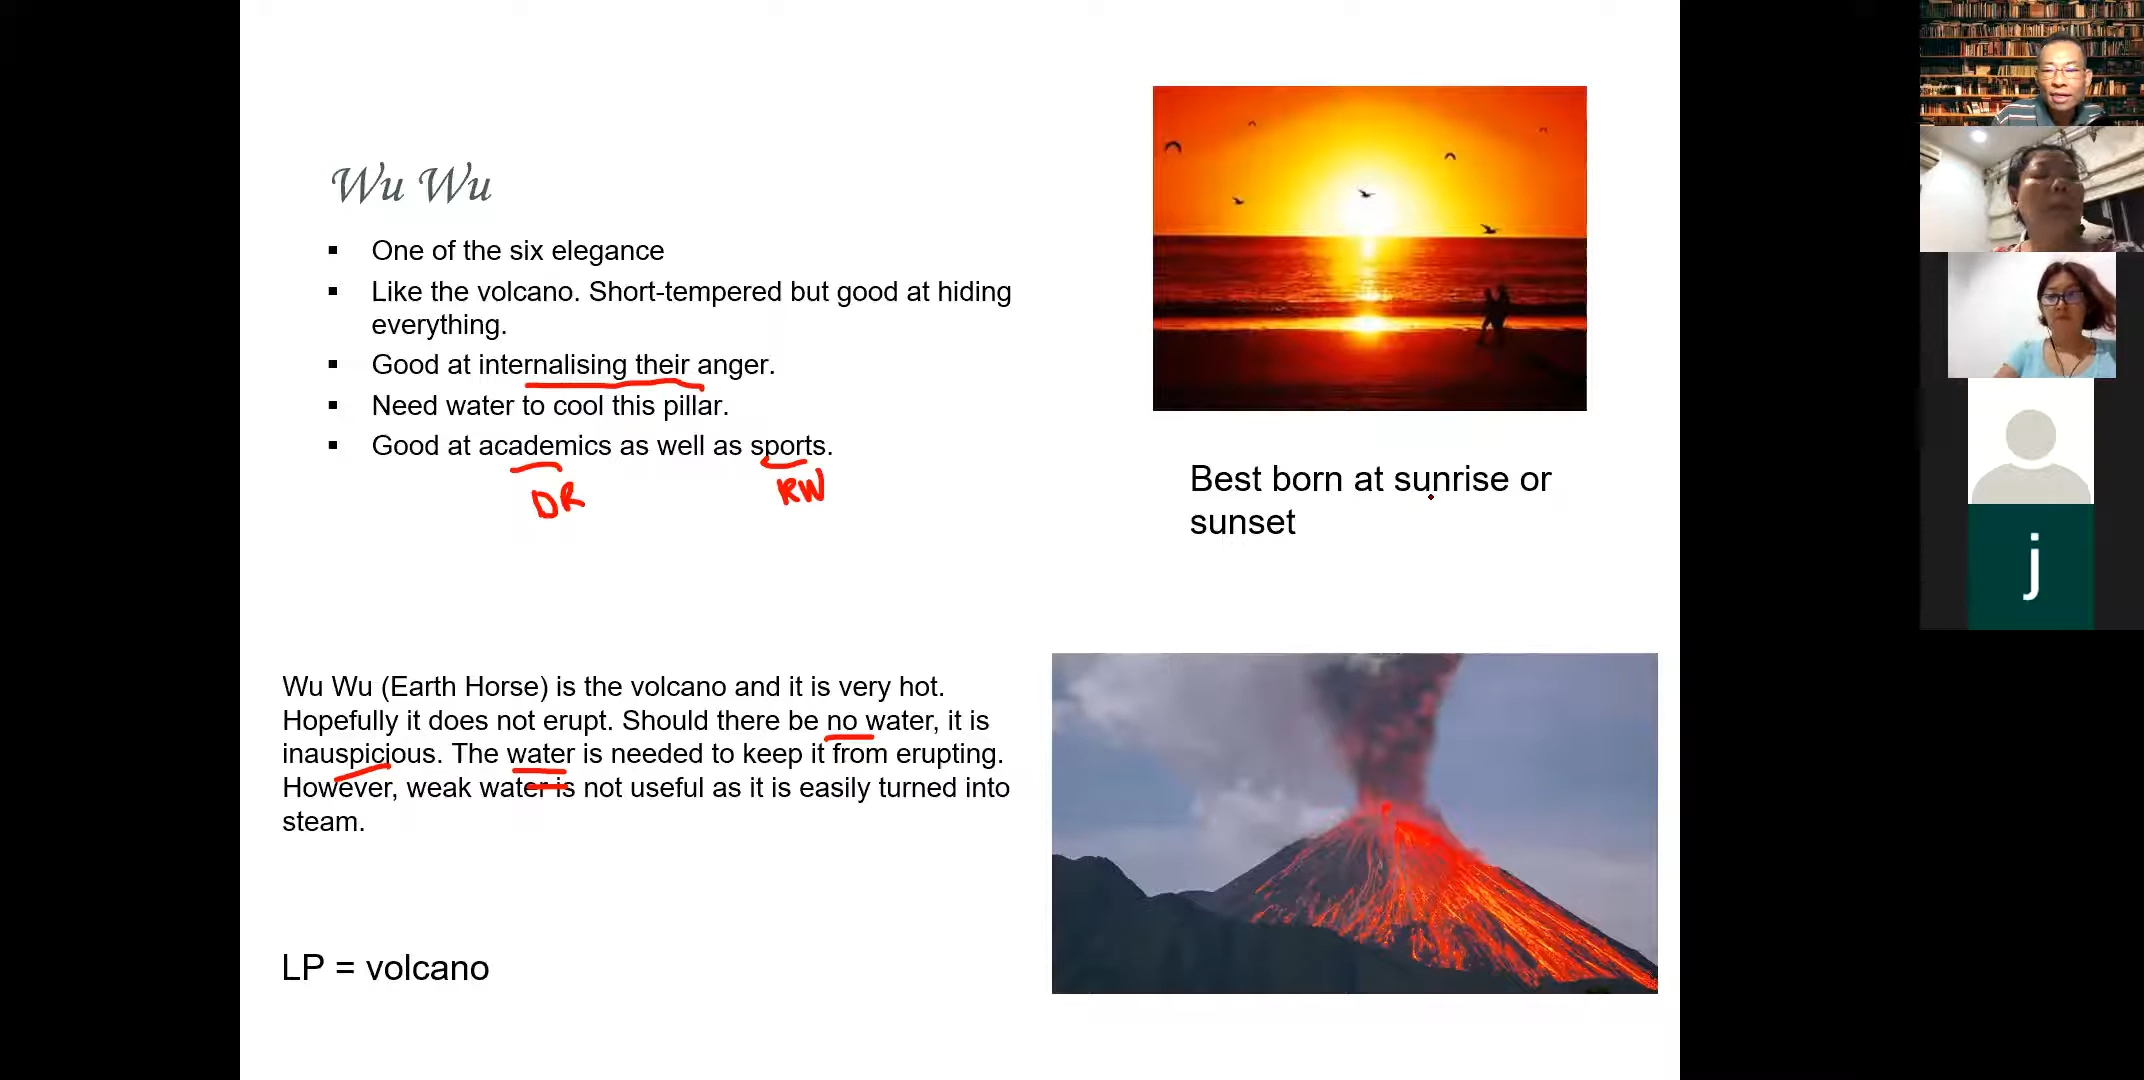 Wu Wu
▪ One of the six elegance
▪ Like the volcano. Short-tempered but good at hiding
everything.
▪ Good at internalising their anger.
▪ Need water to cool this pillar.
▪ Good at academics as well as sports.
DR RW
Best born at sunrise or
sunset
Wu Wu (Earth Horse) is the volcano and it is very hot.
Hopefully it does not erupt. Should there be no water, it is
inauspicious. The water is needed to keep it from erupting.
However, weak water is not useful as it is easily turned into
steam.
LP = volcano
j